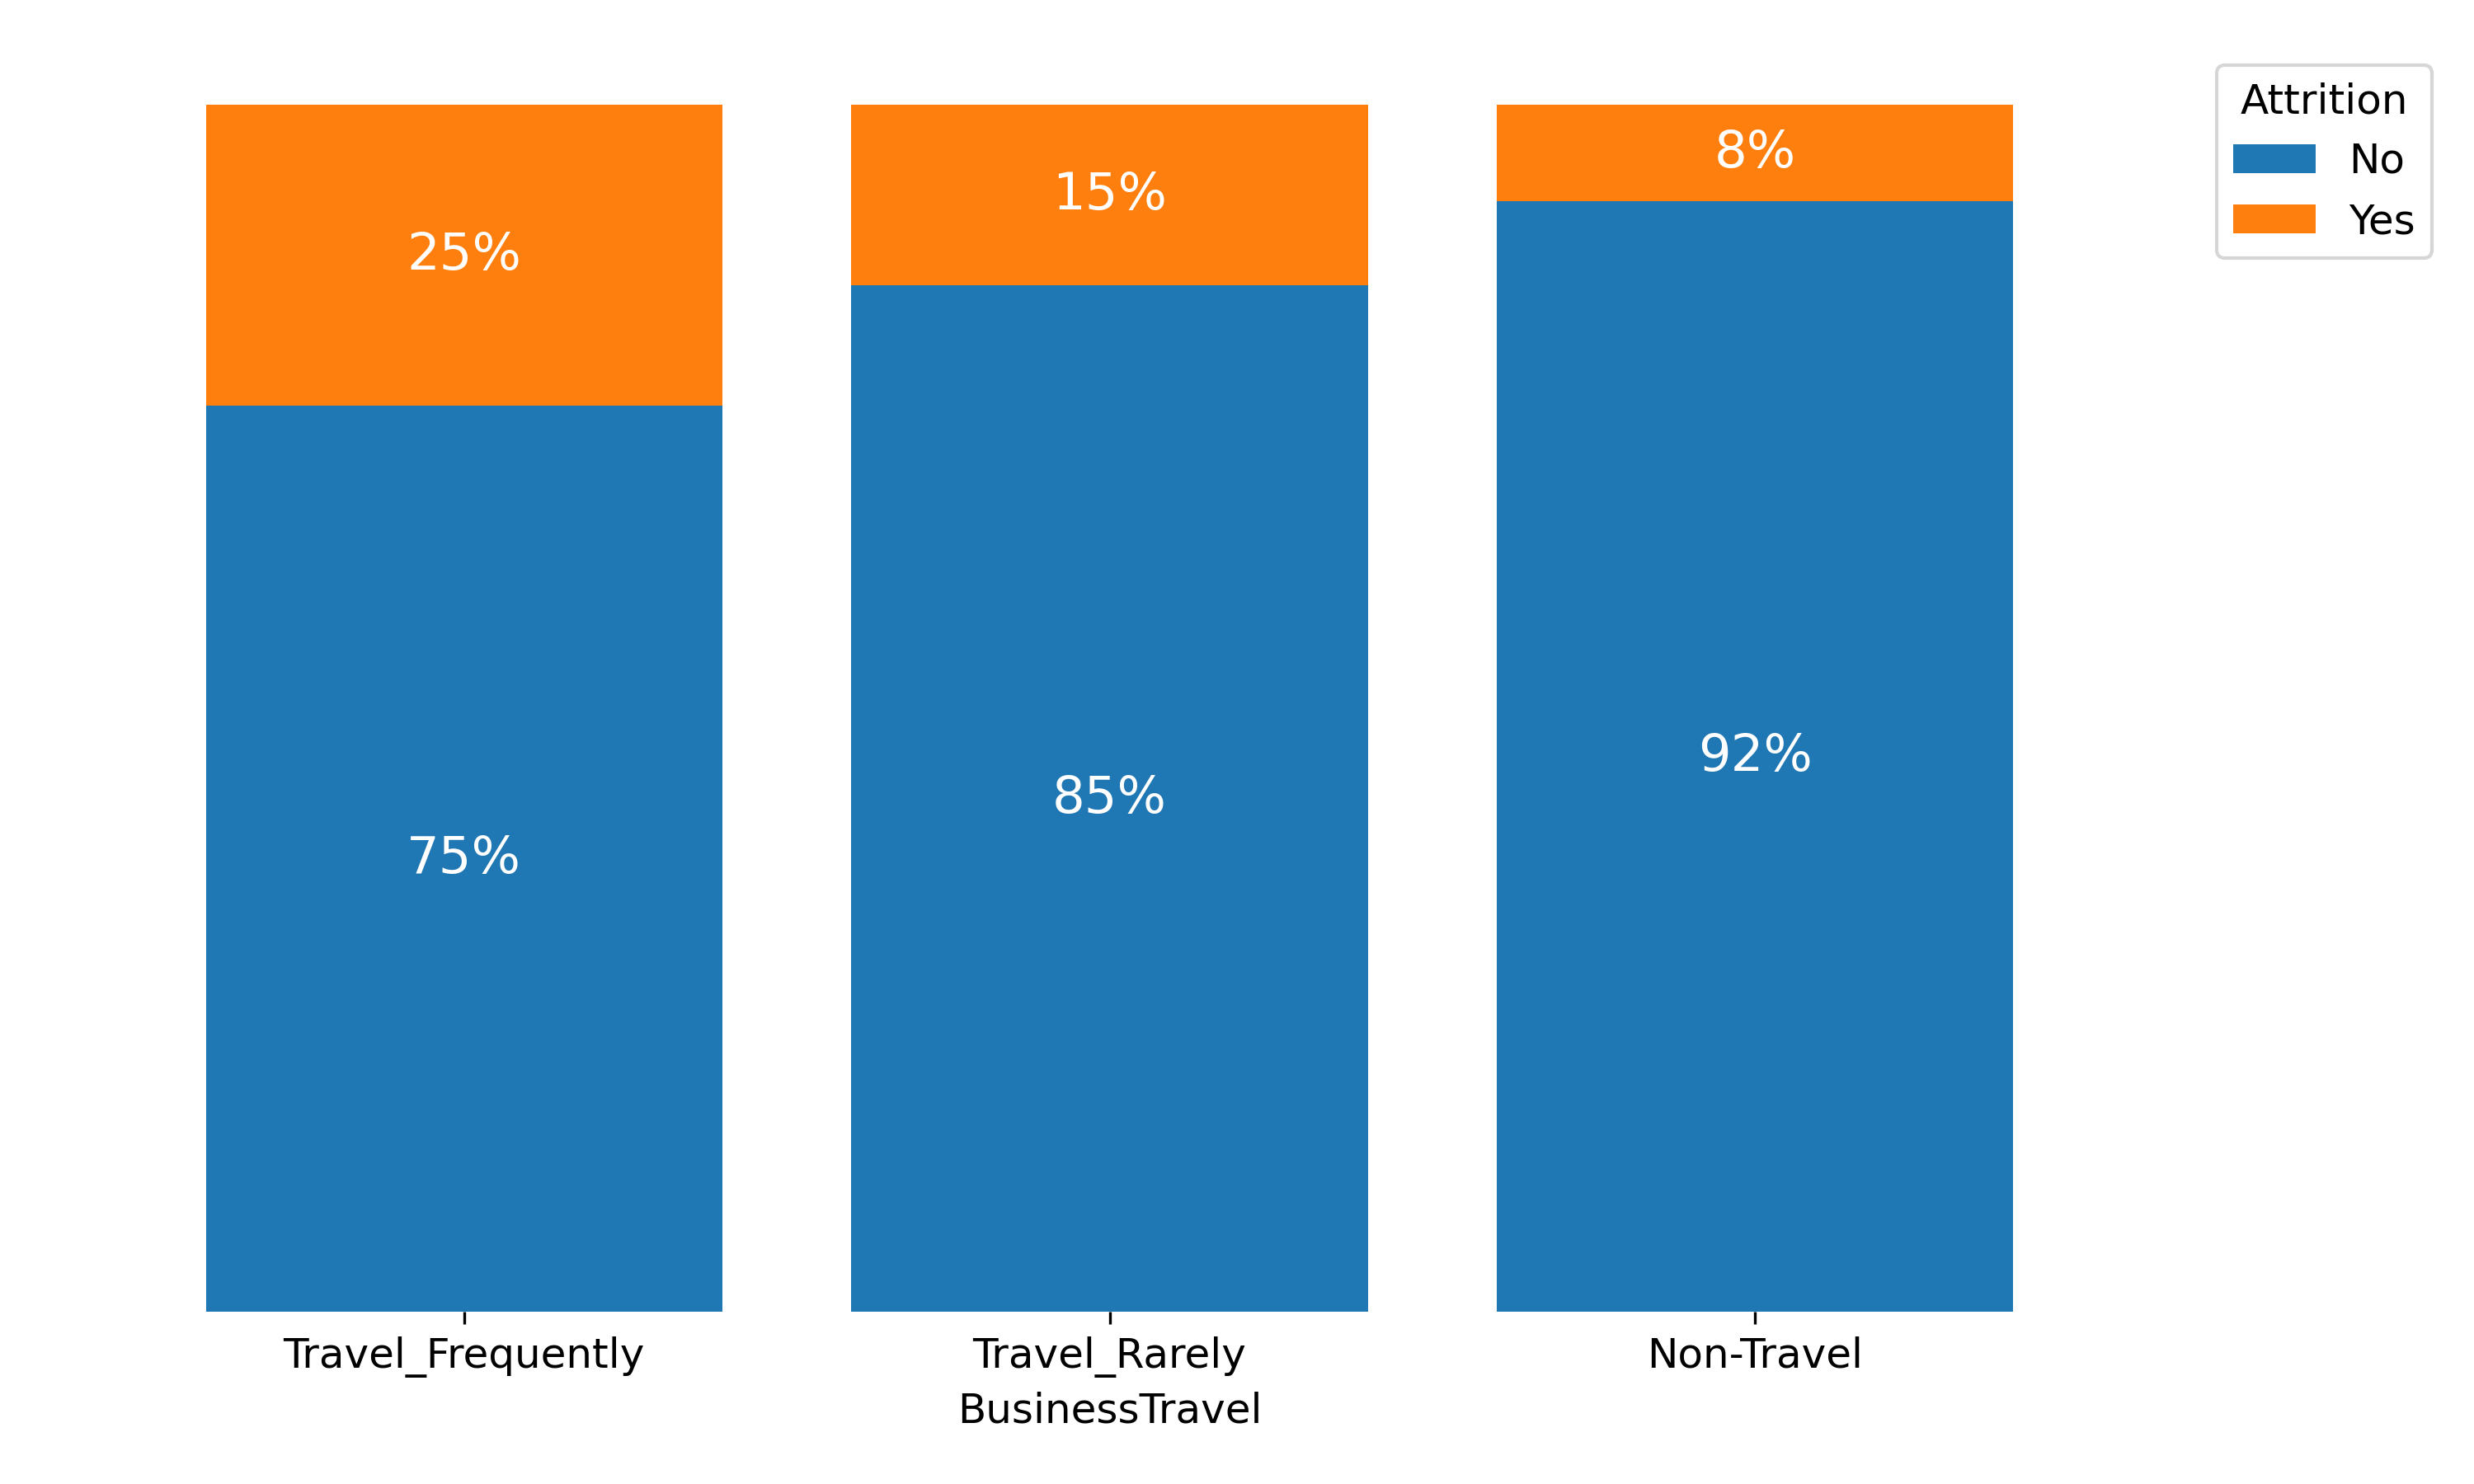 Attrition
No
Yes
25%
15%
8%
75%
85%
92%
Travel_Frequently
Travel_Rarely
Non-Travel
BusinessTravel